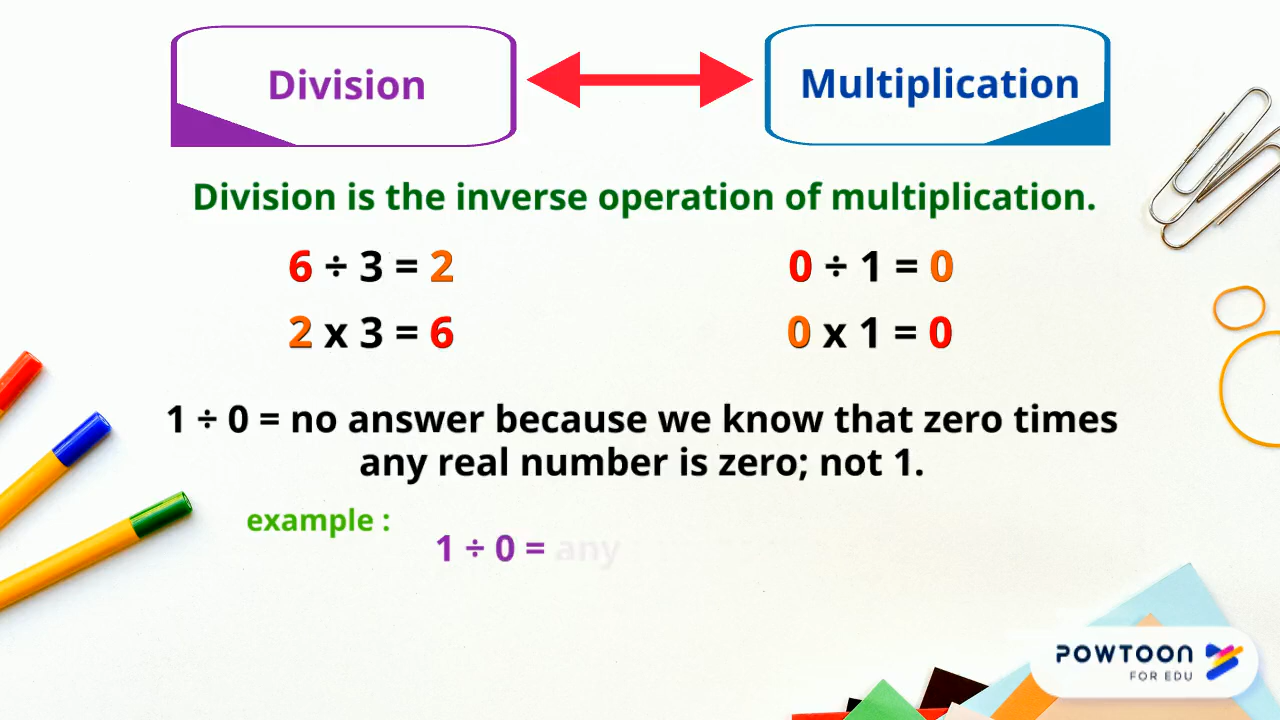 Division
Multiplication
Division is the inverse operation of multiplication.
6 ÷ 3 = 2
0 ÷ 1 = 0
2 x 3 = 6
0 x 1 = 0
1 ÷ 0 = no answer because we know that zero times
any real number is zero; not 1.
example :
1 ÷ 0 = any
POWTOON
FOR EDU